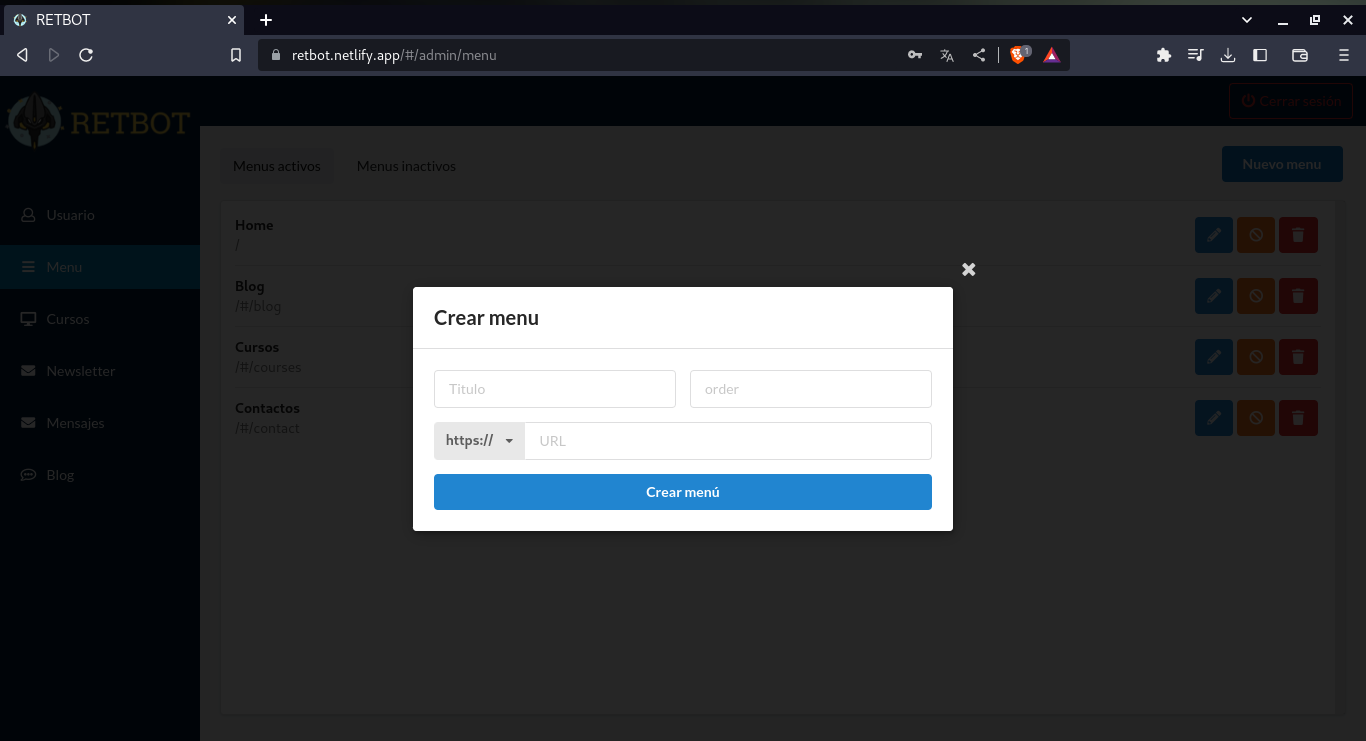 RETBOT
retbot.netlify.app/#/admin/menu
1
RETBOT
Cerrar sesión
Usuario
Menu
Cursos
Newsletter
Mensajes
Blog
Menus activos
Menus inactivos
Nuevo menu
Home
/
Blog
/#/blog
Cursos
/#/courses
Contactos
/#/contact
Crear menu
Titulo
order
https://
URL
Crear menú